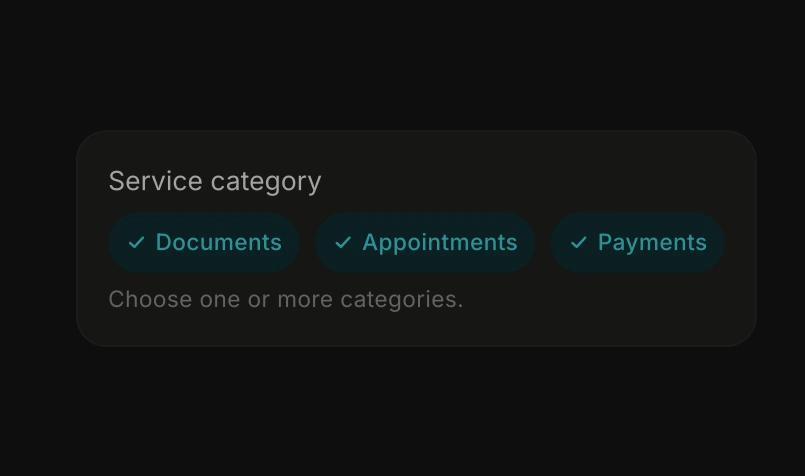 Service category
Documents Appointments Payments
Choose one or more categories.